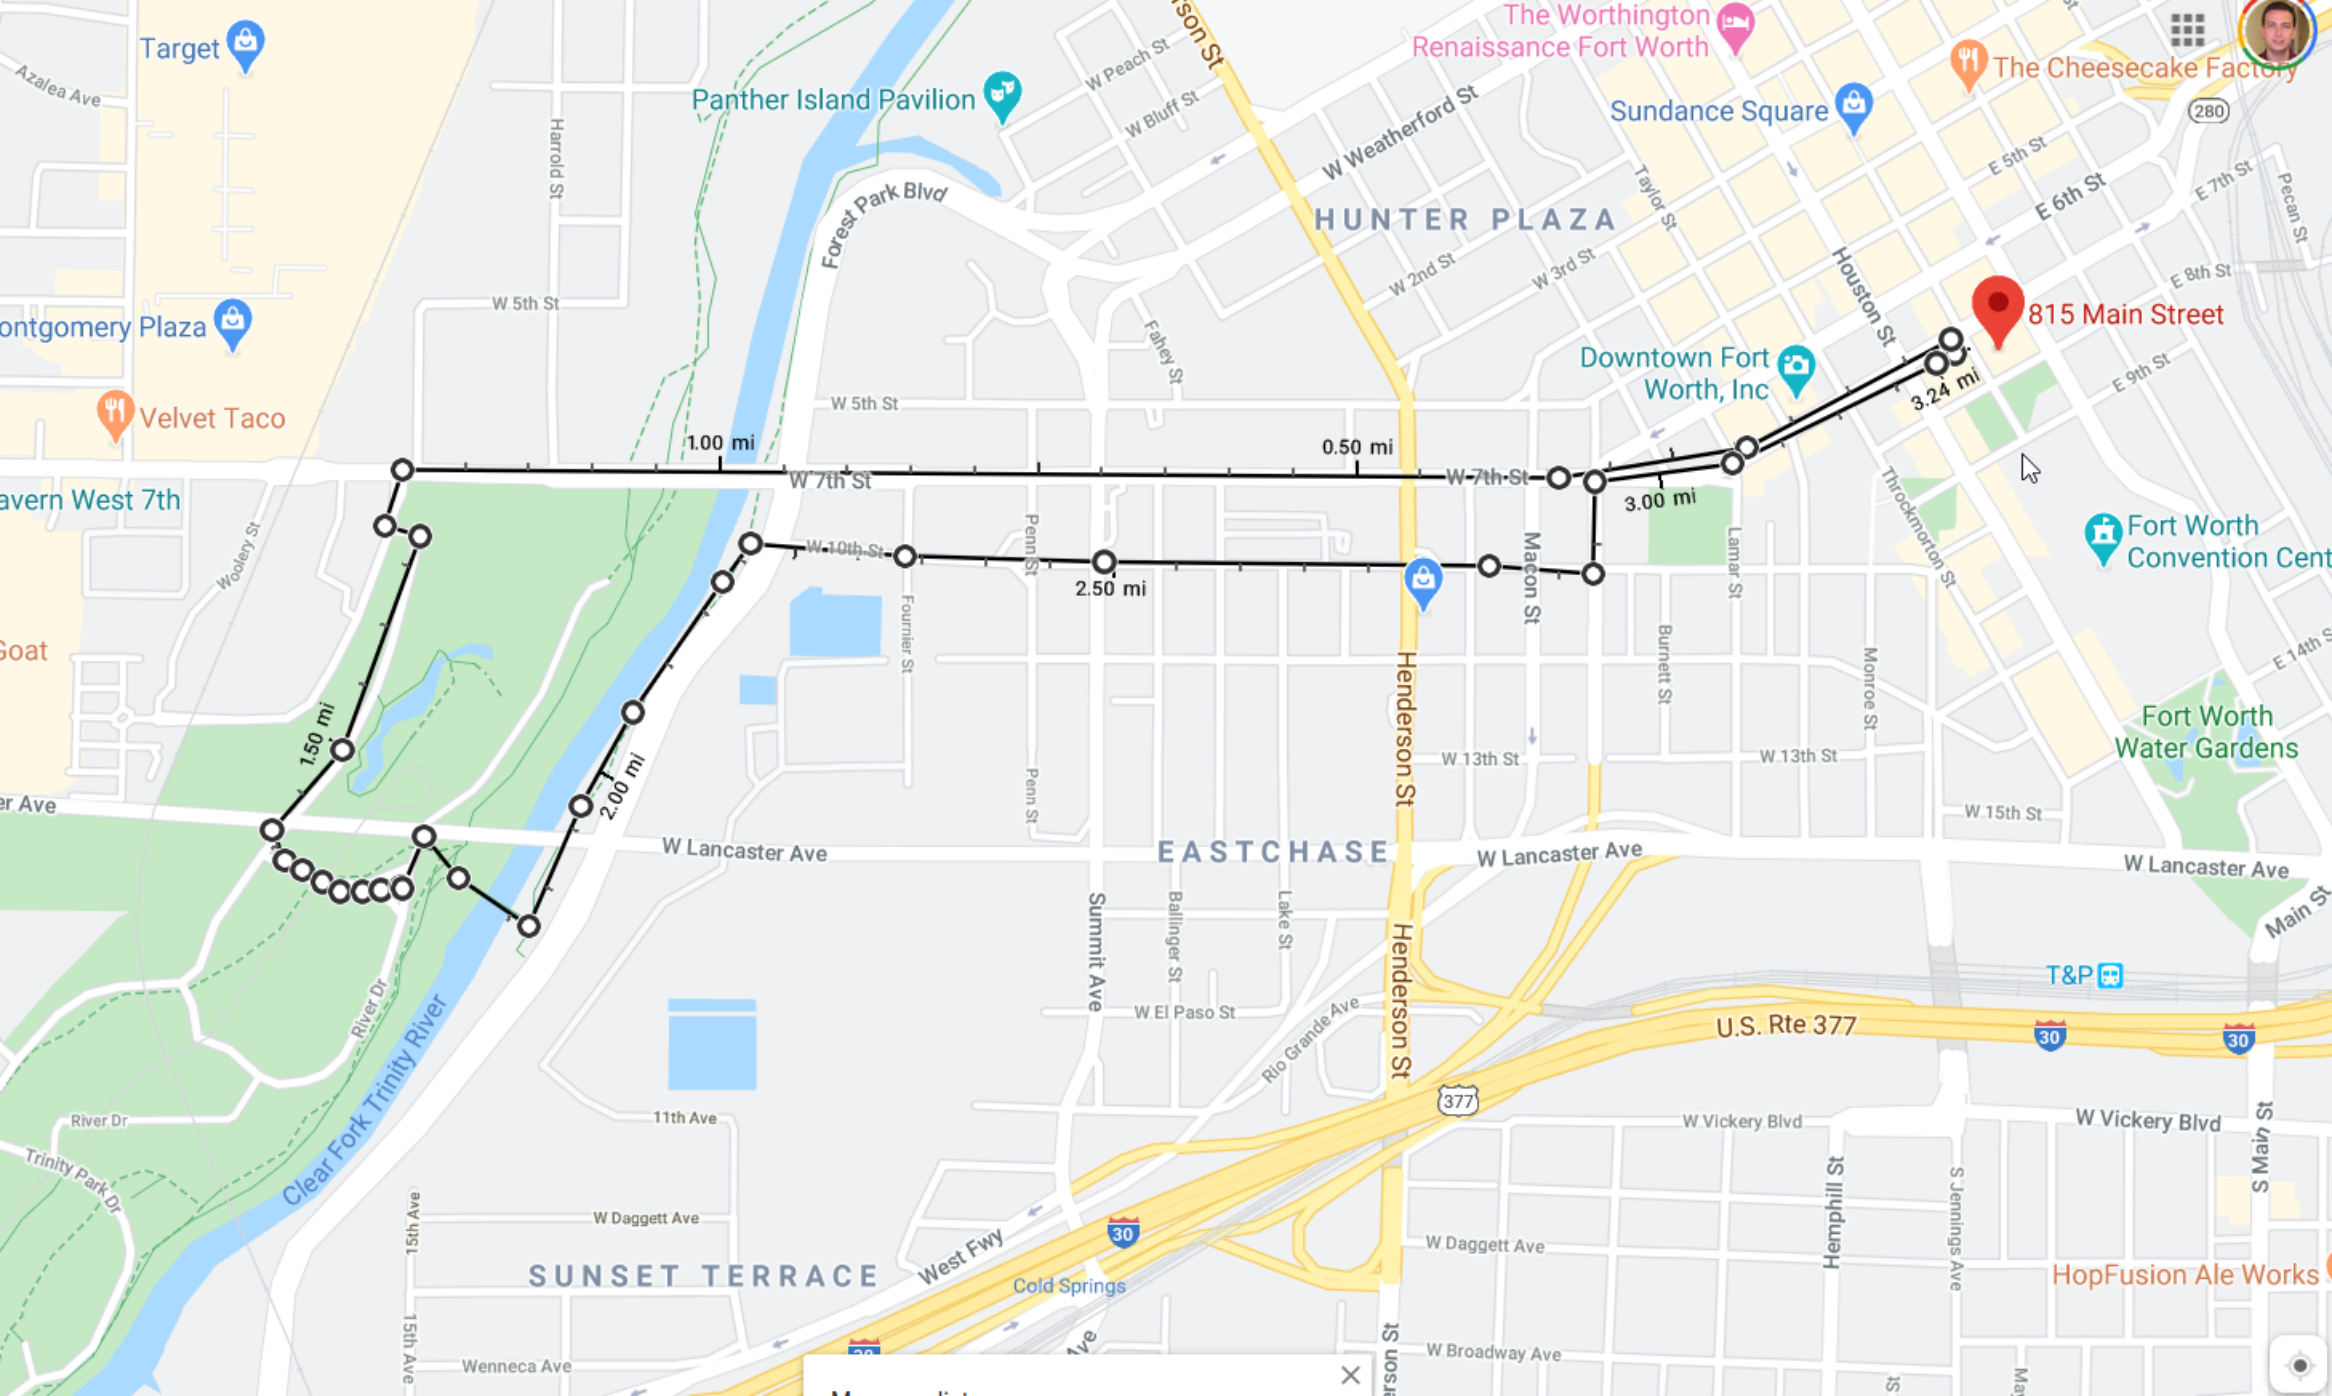 The Worthington
Renaissance Fort Worth
Target
Azalea Ave
Panther Island Pavilion
W Peach St
W Bluff St
W Weatherford St
Sundance Square
The Cheesecake Factory
280
Harrold St
Forest Park Blvd
HUNTER PLAZA
Taylor St
E 5th St
E 6th St
E 7th St
Pecan St
W 2nd St
W 3rd St
Houston St
E 8th St
W 5th St
ontgomery Plaza
815 Main Street
Fahey St
Downtown Fort
Worth, Inc
E 9th St
3.24 mi
Velvet Taco
W 5th St
1.00 mi
0.50 mi
W 7th St
W 7th St
3.00 mi
avern West 7th
Woolery St
W 10th St
Penn St
Macon St
Lamar St
Throckmorton St
Fort Worth
Convention Cent
2.50 mi
Fournier St
Burnett St
Monroe St
E 14th S
Goat
1.50 mi
Henderson St
Fort Worth
Water Gardens
2.00 mi
Penn St
W 13th St
W 13th St
er Ave
W Lancaster Ave
EASTCHASE
W Lancaster Ave
W 15th St
W Lancaster Ave
Main St
Summit Ave
Ballinger St
Lake St
Henderson St
T&P
River Dr
W El Paso St
Rio Grande Ave
U.S. Rte 377
30
30
377
Clear Fork Trinity River
River Dr
11th Ave
W Vickery Blvd
W Vickery Blvd
Trinity Park Dr
S Main St
Hemphill St
S Jennings Ave
15th Ave
W Daggett Ave
30
West Fwy
W Daggett Ave
SUNSET TERRACE
Cold Springs
HopFusion Ale Works
15th Ave
Wenneca Ave
30
Ave
erson St
W Broadway Ave
St